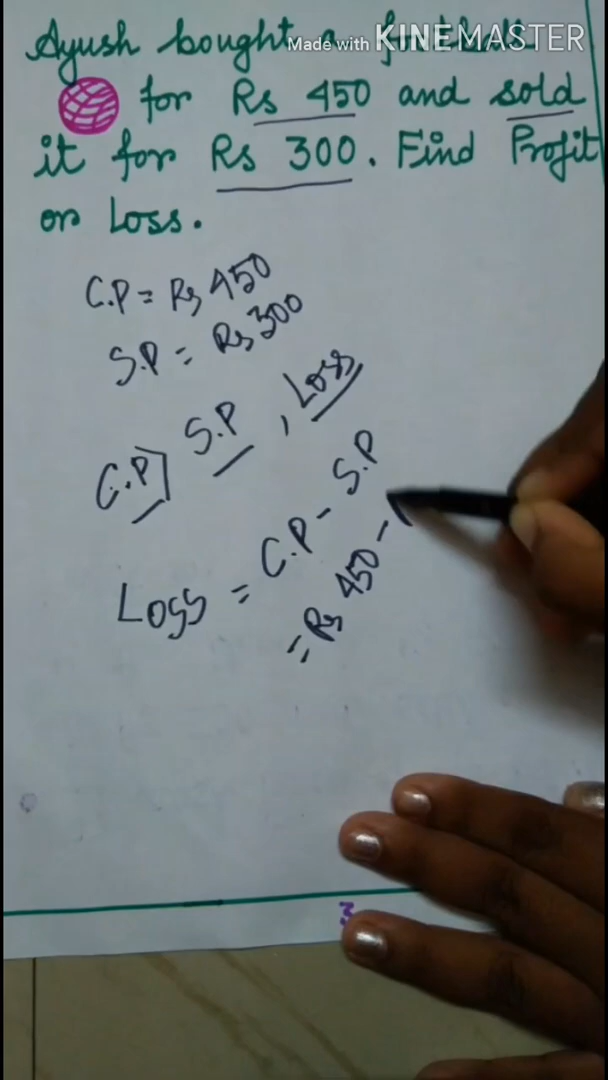 Made with KINEMASTER
Ayush bought a
for Rs 450 and sold
it for Rs 300. Find Profit
or Loss.
C.P = Rs 450
S.P = Rs 300
C.P > S.P, Loss
Loss = C.P - S.P
= Rs 450 -
3